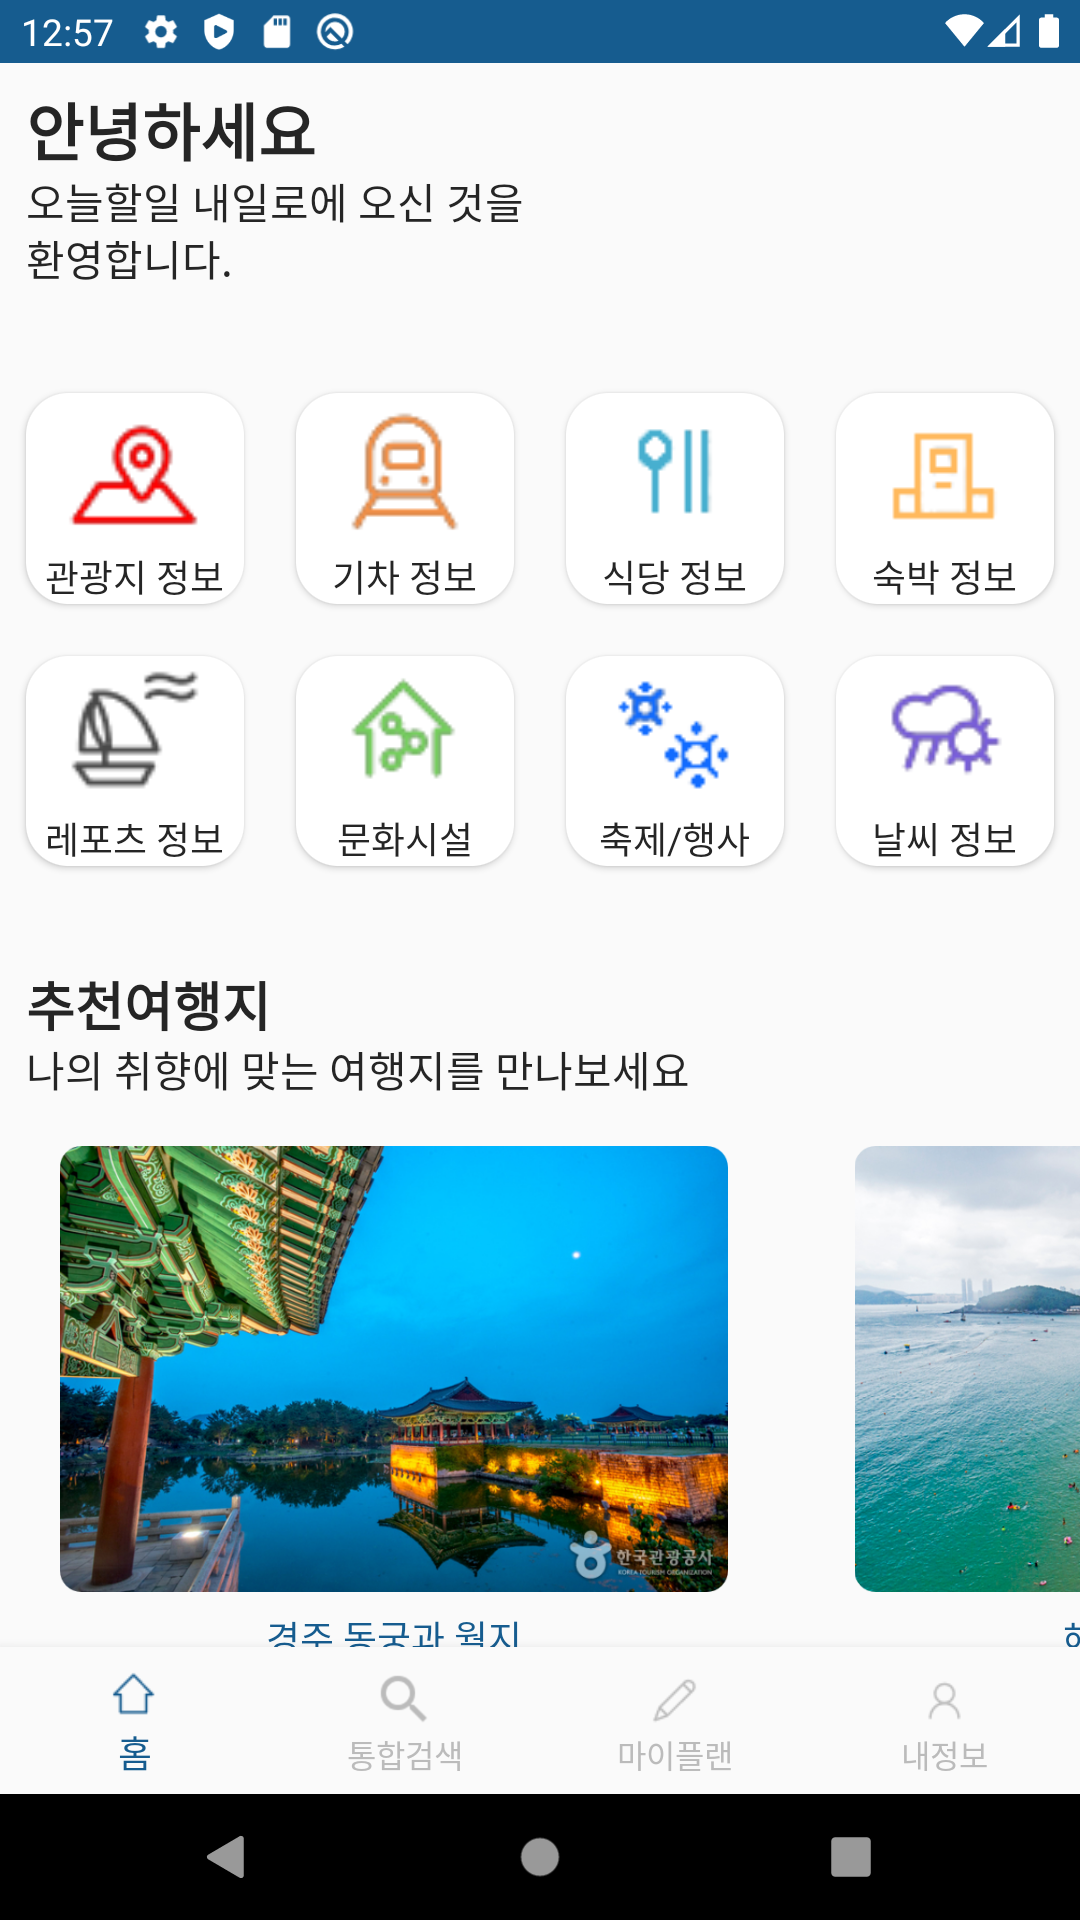 12:57
안녕하세요
오늘할일 내일로에 오신 것을
환영합니다.
관광지 정보
기차 정보
식당 정보
숙박 정보
레포츠 정보
문화시설
축제/행사
날씨 정보
추천여행지
나의 취향에 맞는 여행지를 만나보세요
한국관광공사
KOREA TOURISM ORGANIZATION
경주 동궁과 월지
홈
통합검색
마이플랜
내정보